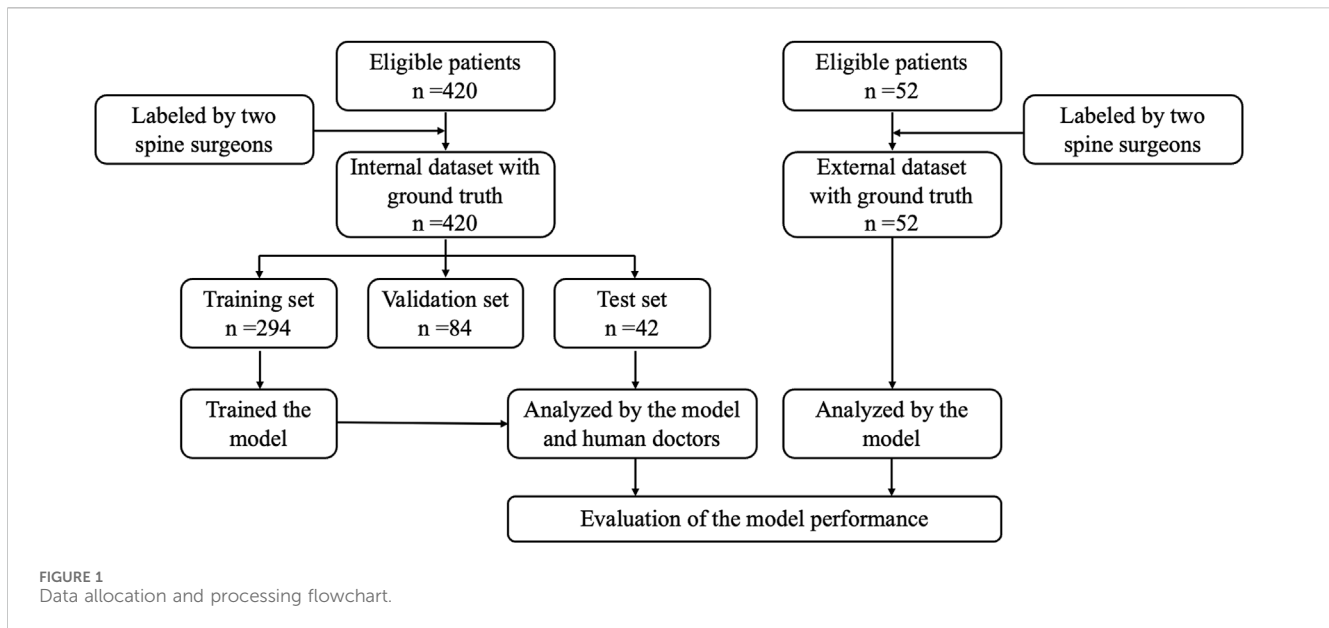 Eligible patients
n =420
Eligible patients
n =52
Labeled by two
spine surgeons
Labeled by two
spine surgeons
Internal dataset with
ground truth
n =420
External dataset
with ground truth
n =52
Training set
n =294
Validation set
n =84
Test set
n =42
Trained the
model
Analyzed by the model
and human doctors
Analyzed by the
model
Evaluation of the model performance
FIGURE 1
Data allocation and processing flowchart.